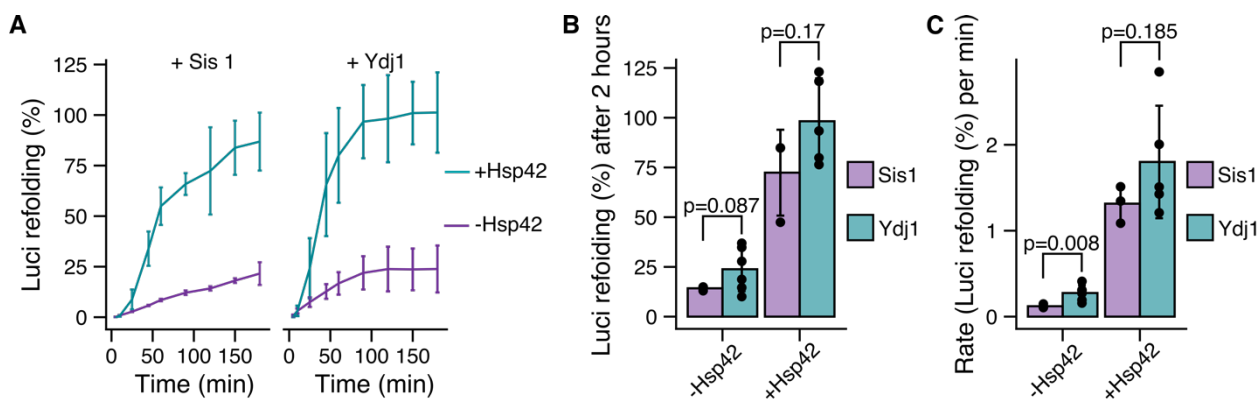 A
+ Sis 1
+ Ydj1
Luci refolding (%)
125
100
75
50
25
0
0 50 100 150
0 50 100 150
Time (min)
Time (min)
+Hsp42
-Hsp42
B
Luci refolding (%) after 2 hours
125
100
75
50
25
0
p=0.087
p=0.17
-Hsp42
+Hsp42
Sis1
Ydj1
C
Rate (Luci refolding (%) per min)
2
1
0
p=0.008
p=0.185
-Hsp42
+Hsp42
Sis1
Ydj1